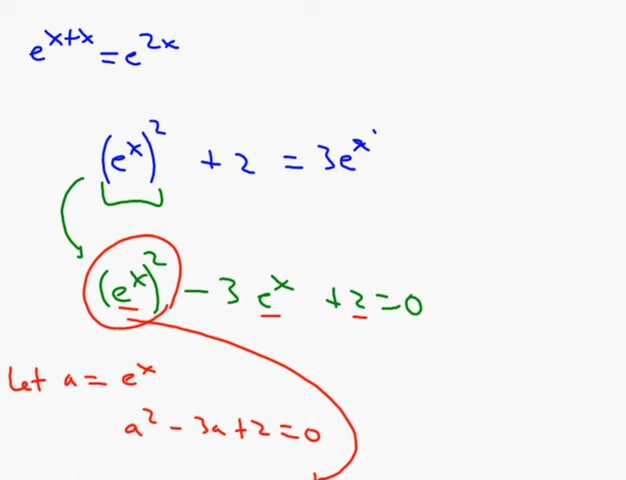 e^{x+x} = e^{2x}
(e^x)^2 + 2 = 3e^x
(e^x)^2 - 3 e^x + 2 = 0
Let a = e^x
a^2 - 3a + 2 = 0